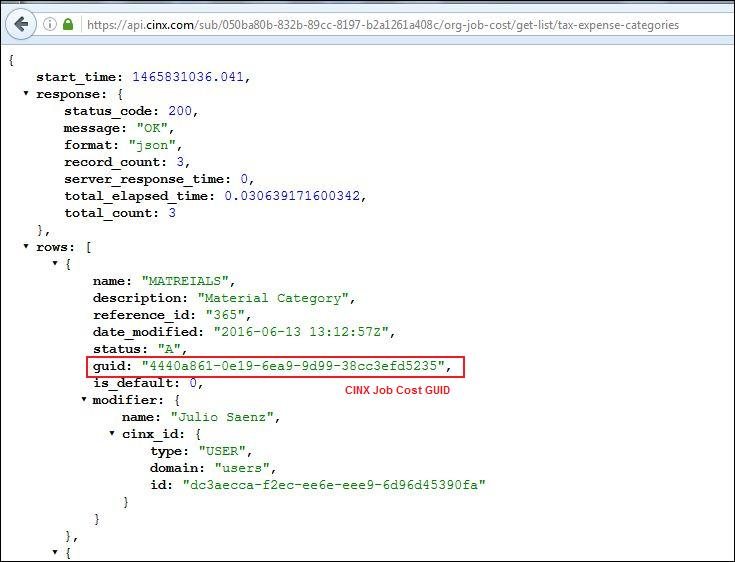 https://api.cinx.com/sub/050ba80b-832b-89cc-8197-b2a1261a408c/org-job-cost/get-list/tax-expense-categories
{
start_time: 1465831036.041,
response: {
status_code: 200,
message: "OK",
format: "json",
record_count: 3,
server_response_time: 0,
total_elapsed_time: 0.030639171600342,
total_count: 3
},
rows: [
{
name: "MATREIALS",
description: "Material Category",
reference_id: "365",
date_modified: "2016-06-13 13:12:57Z",
status: "A",
guid: "4440a861-0e19-6ea9-9d99-38cc3efd5235",
is_default: 0,
CINX Job Cost GUID
modifier: {
name: "Julio Saenz",
cinx_id: {
type: "USER",
domain: "users",
id: "dc3aecca-f2ec-ee6e-eee9-6d96d45390fa"
}
}
},
{